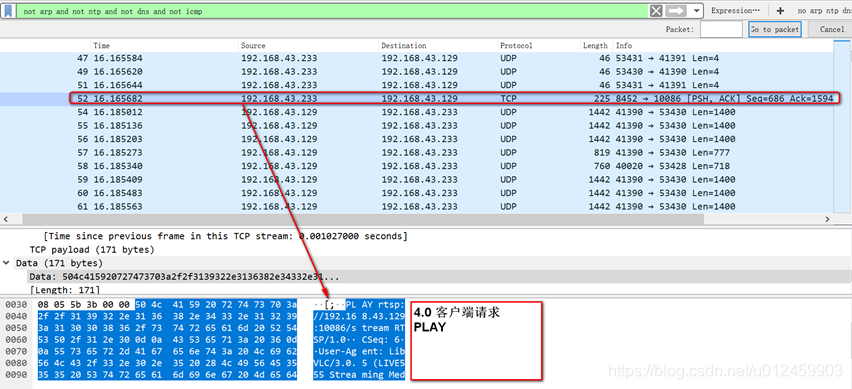 not arp and not ntp and not dns and not icmp
Expression…
+
no arp ntp dns
Packet:
Go to packet
Cancel
Time Source Destination Protocol Length Info
47 16.165584 192.168.43.233 192.168.43.129 UDP 46 53431 → 41391 Len=4
49 16.165620 192.168.43.233 192.168.43.129 UDP 46 53430 → 41390 Len=4
51 16.165644 192.168.43.233 192.168.43.129 UDP 46 53431 → 41391 Len=4
52 16.165682 192.168.43.233 192.168.43.129 TCP 225 8452 → 10086 [PSH, ACK] Seq=686 Ack=1594
54 16.185012 192.168.43.129 192.168.43.233 UDP 1442 41390 → 53430 Len=1400
55 16.185136 192.168.43.129 192.168.43.233 UDP 1442 41390 → 53430 Len=1400
56 16.185203 192.168.43.129 192.168.43.233 UDP 1442 41390 → 53430 Len=1400
57 16.185273 192.168.43.129 192.168.43.233 UDP 819 41390 → 53430 Len=777
58 16.185340 192.168.43.129 192.168.43.233 UDP 760 40020 → 53428 Len=718
59 16.185409 192.168.43.129 192.168.43.233 UDP 1442 41390 → 53430 Len=1400
60 16.185483 192.168.43.129 192.168.43.233 UDP 1442 41390 → 53430 Len=1400
61 16.185563 192.168.43.129 192.168.43.233 UDP 1442 41390 → 53430 Len=1400
[Time since previous frame in this TCP stream: 0.001027000 seconds]
TCP payload (171 bytes)
Data (171 bytes)
Data: 504c415920727473703a2f2f3139322e3136382e34332e31...
[Length: 171]
0030 08 05 5b 3b 00 00 50 4c 41 59 20 72 74 73 70 3a ··[;··PL AY rtsp:
0040 2f 2f 31 39 32 2e 31 36 38 2e 34 33 2e 31 32 39 //192.16 8.43.129
0050 3a 31 30 30 38 36 2f 73 74 72 65 61 6d 20 52 54 :10086/s tream RT
0060 53 50 2f 31 2e 30 0d 0a 43 53 65 71 3a 20 36 0d SP/1.0·· CSeq: 6·
0070 0a 55 73 65 72 2d 41 67 65 6e 74 3a 20 4c 69 62 ·User-Ag ent: Lib
0080 56 4c 43 2f 33 2e 30 2e 35 20 28 4c 49 56 45 35 VLC/3.0. 5 (LIVE5
0090 35 35 20 53 74 72 65 61 6d 69 6e 67 20 4d 65 64 55 Strea ming Med
4.0 客户端请求
PLAY
https://blog.csdn.net/u012459903